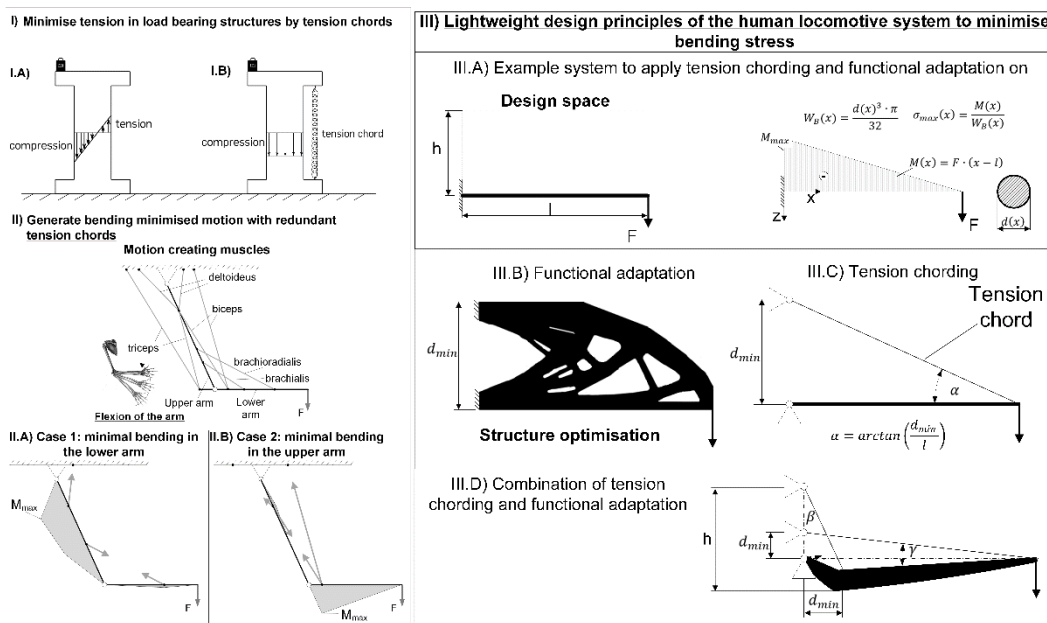 I) Minimise tension in load bearing structures by tension chords
I.A)
I.B)
tension
compression
compression
tension chord
II) Generate bending minimised motion with redundant
tension chords
Motion creating muscles
deltoideus
biceps
triceps
brachioradialis
brachialis
Upper arm
Lower
arm
F
Flexion of the arm
II.A) Case 1: minimal bending in
the lower arm
M_max
F
II.B) Case 2: minimal bending
in the upper arm
M_max
F
III) Lightweight design principles of the human locomotive system to minimise
bending stress
III.A) Example system to apply tension chording and functional adaptation on
Design space
h
l
F
W_B(x) = d(x)³ · π / 32
σ_max(x) = M(x) / W_B(x)
M_max
M(x) = F · (x − l)
x
z
F
d(x)
III.B) Functional adaptation
d_min
Structure optimisation
III.C) Tension chording
Tension
chord
d_min
α
α = arctan(d_min / l)
III.D) Combination of tension
chording and functional adaptation
h
β
d_min
γ
d_min